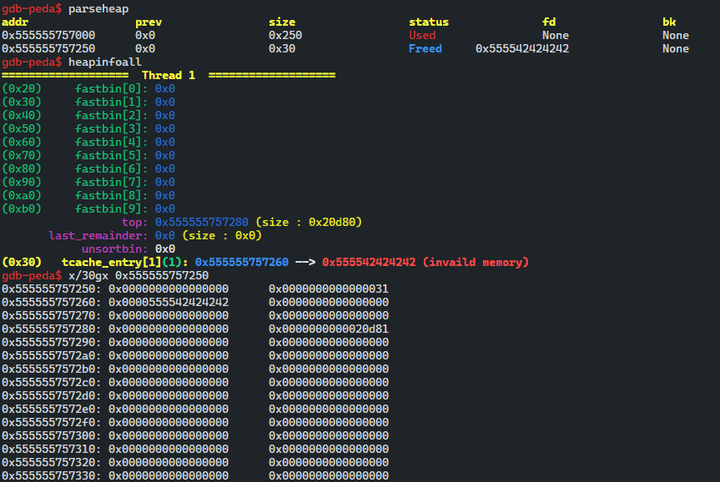 gdb-peda$ parseheap
addr prev size status fd bk
0x555555757000 0x0 0x250 Used None None
0x555555757250 0x0 0x30 Freed 0x555542424242 None
gdb-peda$ heapinfoall
=================== Thread 1 ===================
(0x20) fastbin[0]: 0x0
(0x30) fastbin[1]: 0x0
(0x40) fastbin[2]: 0x0
(0x50) fastbin[3]: 0x0
(0x60) fastbin[4]: 0x0
(0x70) fastbin[5]: 0x0
(0x80) fastbin[6]: 0x0
(0x90) fastbin[7]: 0x0
(0xa0) fastbin[8]: 0x0
(0xb0) fastbin[9]: 0x0
top: 0x555555757280 (size : 0x20d80)
last_remainder: 0x0 (size : 0x0)
unsortbin: 0x0
(0x30) tcache_entry[1](1): 0x555555757260 --> 0x555542424242 (invaild memory)
gdb-peda$ x/30gx 0x555555757250
0x555555757250: 0x0000000000000000 0x0000000000000031
0x555555757260: 0x0000555542424242 0x0000000000000000
0x555555757270: 0x0000000000000000 0x0000000000000000
0x555555757280: 0x0000000000000000 0x0000000000020d81
0x555555757290: 0x0000000000000000 0x0000000000000000
0x5555557572a0: 0x0000000000000000 0x0000000000000000
0x5555557572b0: 0x0000000000000000 0x0000000000000000
0x5555557572c0: 0x0000000000000000 0x0000000000000000
0x5555557572d0: 0x0000000000000000 0x0000000000000000
0x5555557572e0: 0x0000000000000000 0x0000000000000000
0x5555557572f0: 0x0000000000000000 0x0000000000000000
0x555555757300: 0x0000000000000000 0x0000000000000000
0x555555757310: 0x0000000000000000 0x0000000000000000
0x555555757320: 0x0000000000000000 0x0000000000000000
0x555555757330: 0x0000000000000000 0x0000000000000000